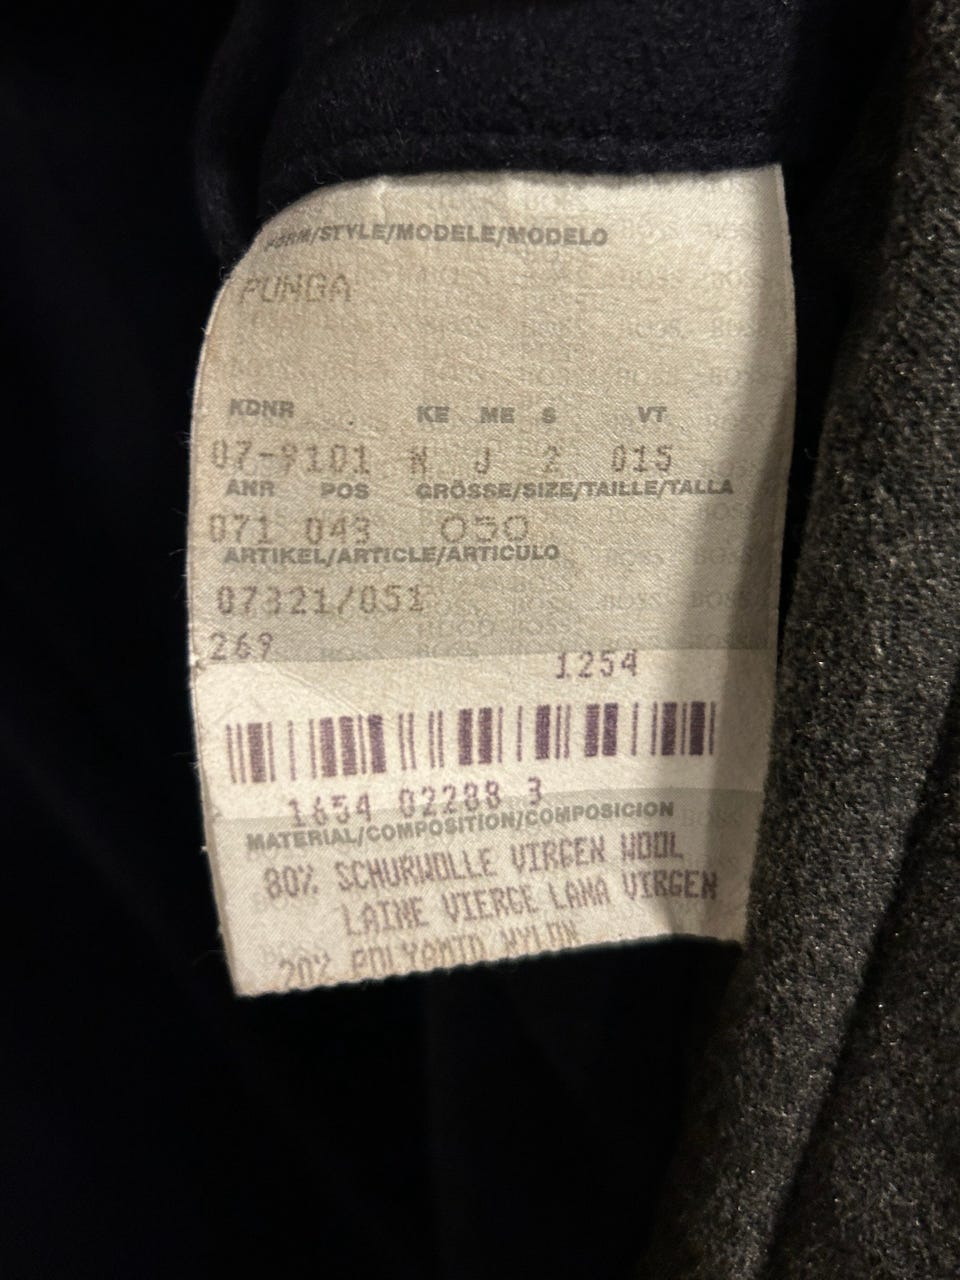 FORM/STYLE/MODELE/MODELO
PUNGA
KDNR KE ME S VT
07-9101 N J 2 015
ANR POS GRÖSSE/SIZE/TAILLE/TALLA
071 043 050
ARTIKEL/ARTICLE/ARTICULO
07321/051
269
1254
1654 02288 3
MATERIAL/COMPOSITION/COMPOSICION
80% SCHURWOLLE VIRGEN WOOL
LAINE VIERGE LANA VIRGEN
20% POLYAMID NYLON